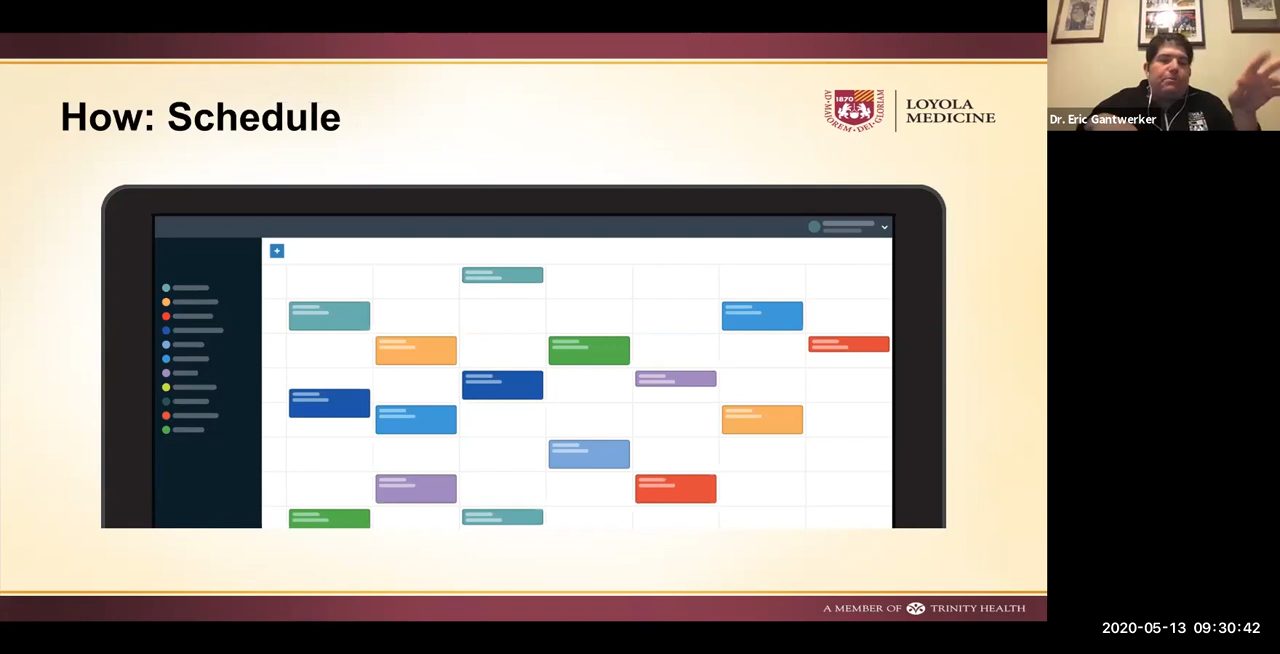 How: Schedule
1870
AD·MAJOREM·DEI·GLORIAM
LOYOLA
MEDICINE
Dr. Eric Gantwerker
+
A MEMBER OF TRINITY HEALTH
2020-05-13 09:30:42